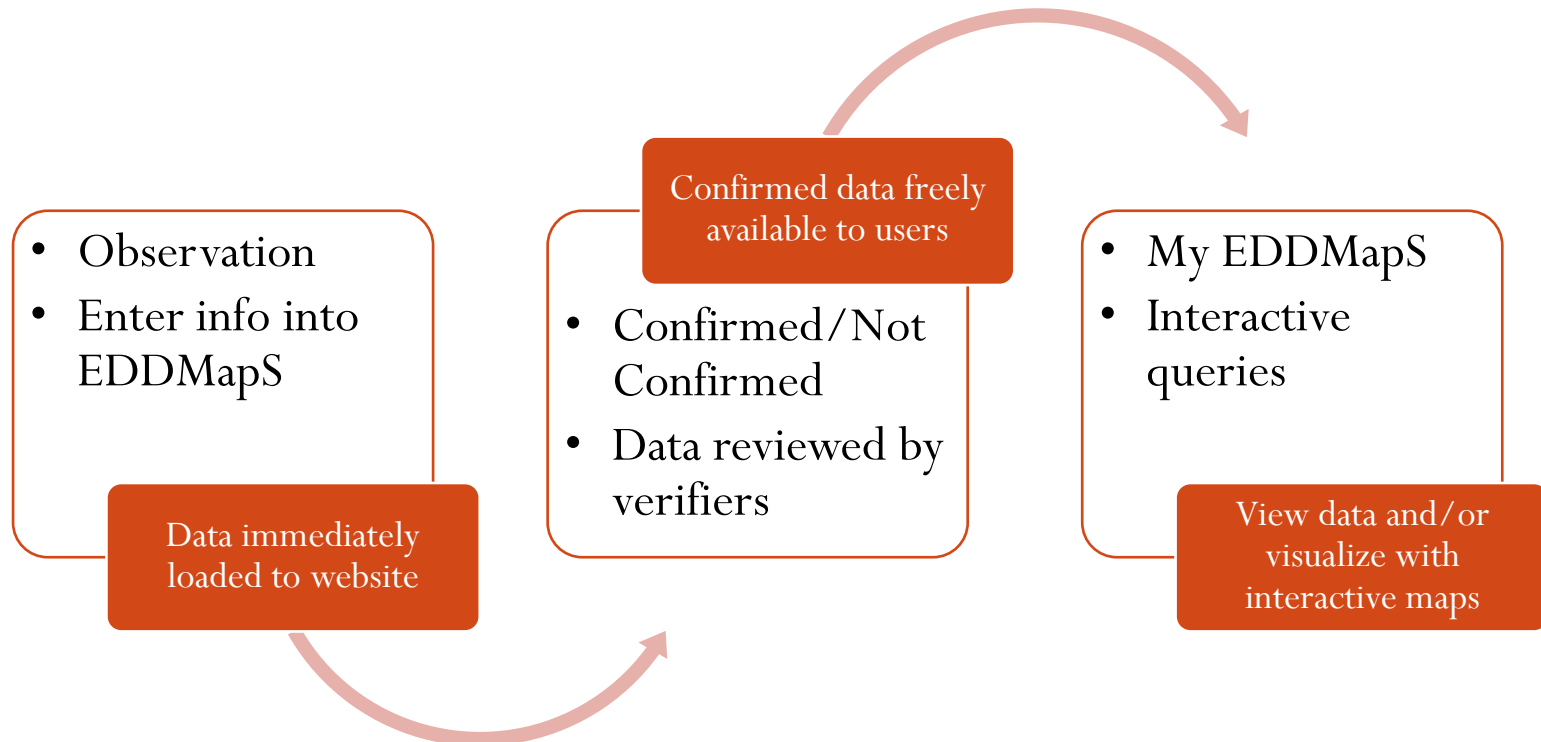 • Observation
• Enter info into
EDDMapS
Data immediately
loaded to website
Confirmed data freely
available to users
• Confirmed/Not
Confirmed
• Data reviewed by
verifiers
• My EDDMapS
• Interactive
queries
View data and/or
visualize with
interactive maps